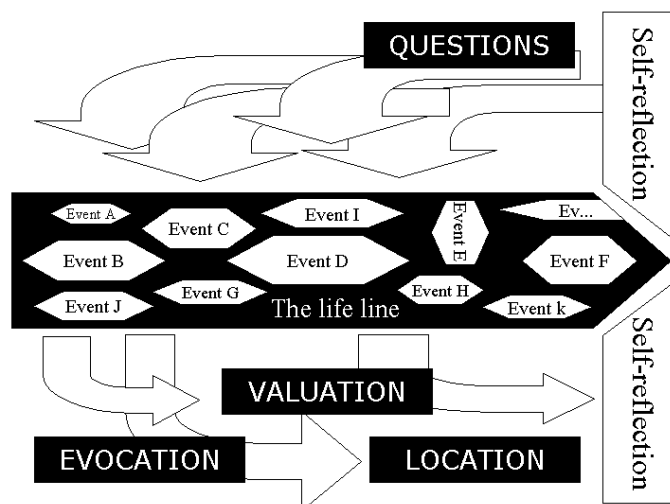 QUESTIONS
Self-reflection
Event A
Event I
Ev...
Event C
Event E
Event B
Event D
Event F
Event G
Event H
Event J
The life line
Event k
Self-reflection
VALUATION
EVOCATION
LOCATION